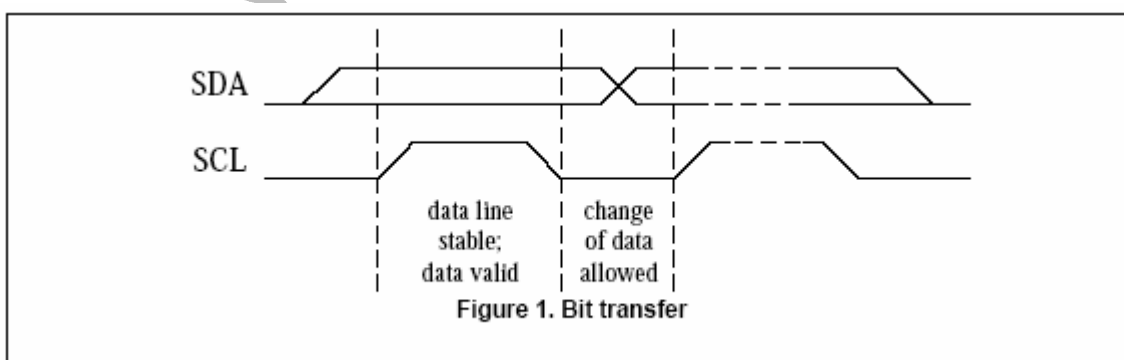 SDA
SCL
data line
stable;
data valid
change
of data
allowed
Figure 1. Bit transfer